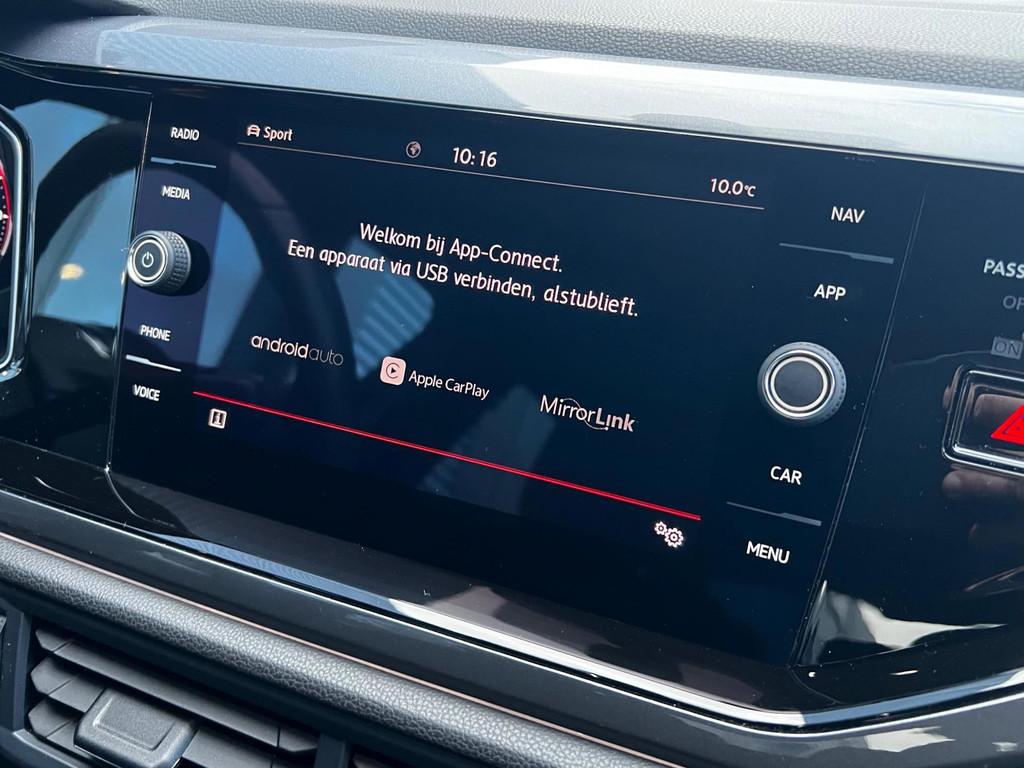 RADIO
MEDIA
PHONE
VOICE
Sport
10:16
10.0°C
Welkom bij App-Connect.
Een apparaat via USB verbinden, alstublieft.
androidauto
Apple CarPlay
MirrorLink
NAV
APP
CAR
MENU
PASS
OF
ON